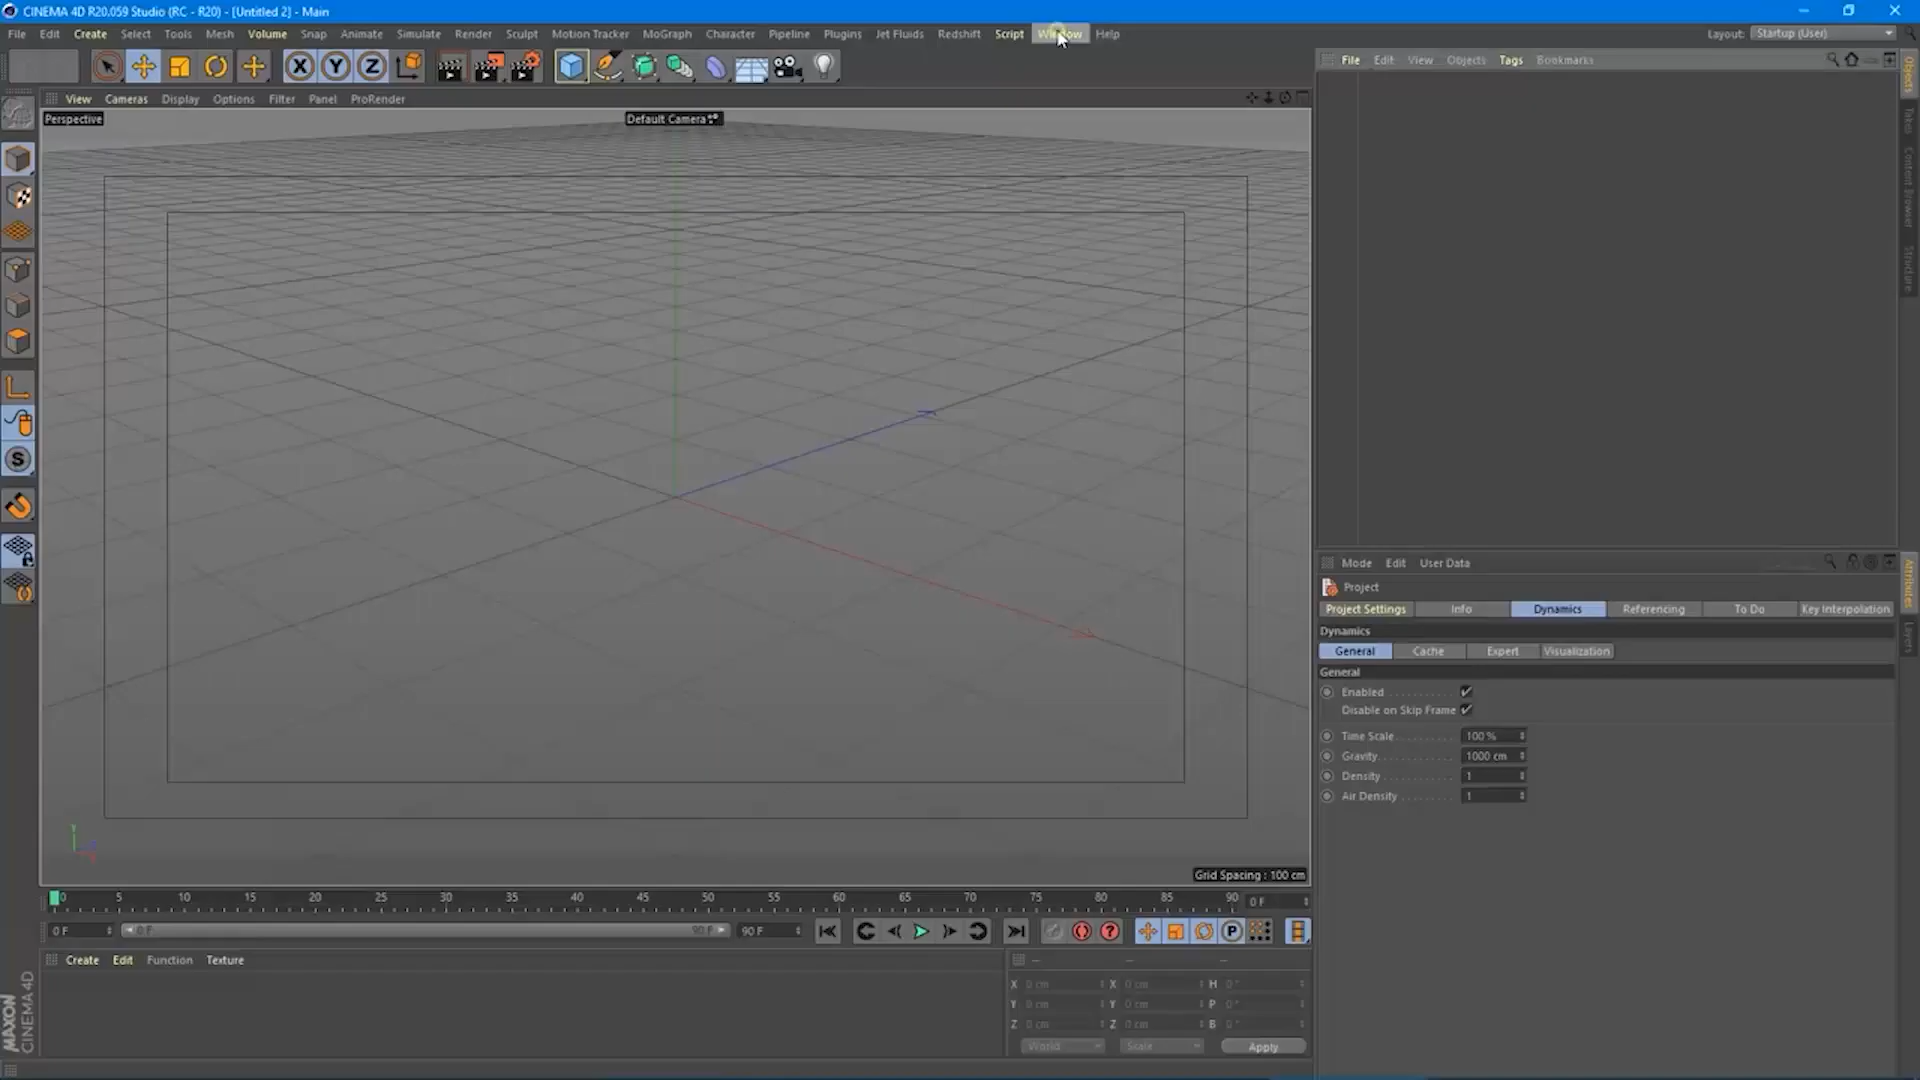 CINEMA 4D R20.059 Studio (RC - R20) - [Untitled 2] - Main
File Edit Create Select Tools Mesh Volume Snap Animate Simulate Render Sculpt Motion Tracker MoGraph Character Pipeline Plugins Jet Fluids Redshift Script Window Help Layout: Startup (User)
X Y Z
File Edit View Objects Tags Bookmarks
View Cameras Display Options Filter Panel ProRender
Perspective
Default Camera
Objects
Takes
Content Browser
Structure
S
Mode Edit User Data
Project
Project Settings Info Dynamics Referencing To Do Key Interpolation
Dynamics
General Cache Expert Visualization
General
Enabled
Disable on Skip Frame
Time Scale 100 %
Gravity 1000 cm
Density 1
Air Density 1
Attributes
Layers
Y
Grid Spacing : 100 cm
0 5 10 15 20 25 30 35 40 45 50 55 60 65 70 75 80 85 90 0 F
0 F 0 F 90 F 90 F P
Create Edit Function Texture
X 0 cm X 0 cm H 0 °
Y 0 cm Y 0 cm P 0 °
Z 0 cm Z 0 cm B 0 °
World Scale Apply
MAXON
CINEMA 4D